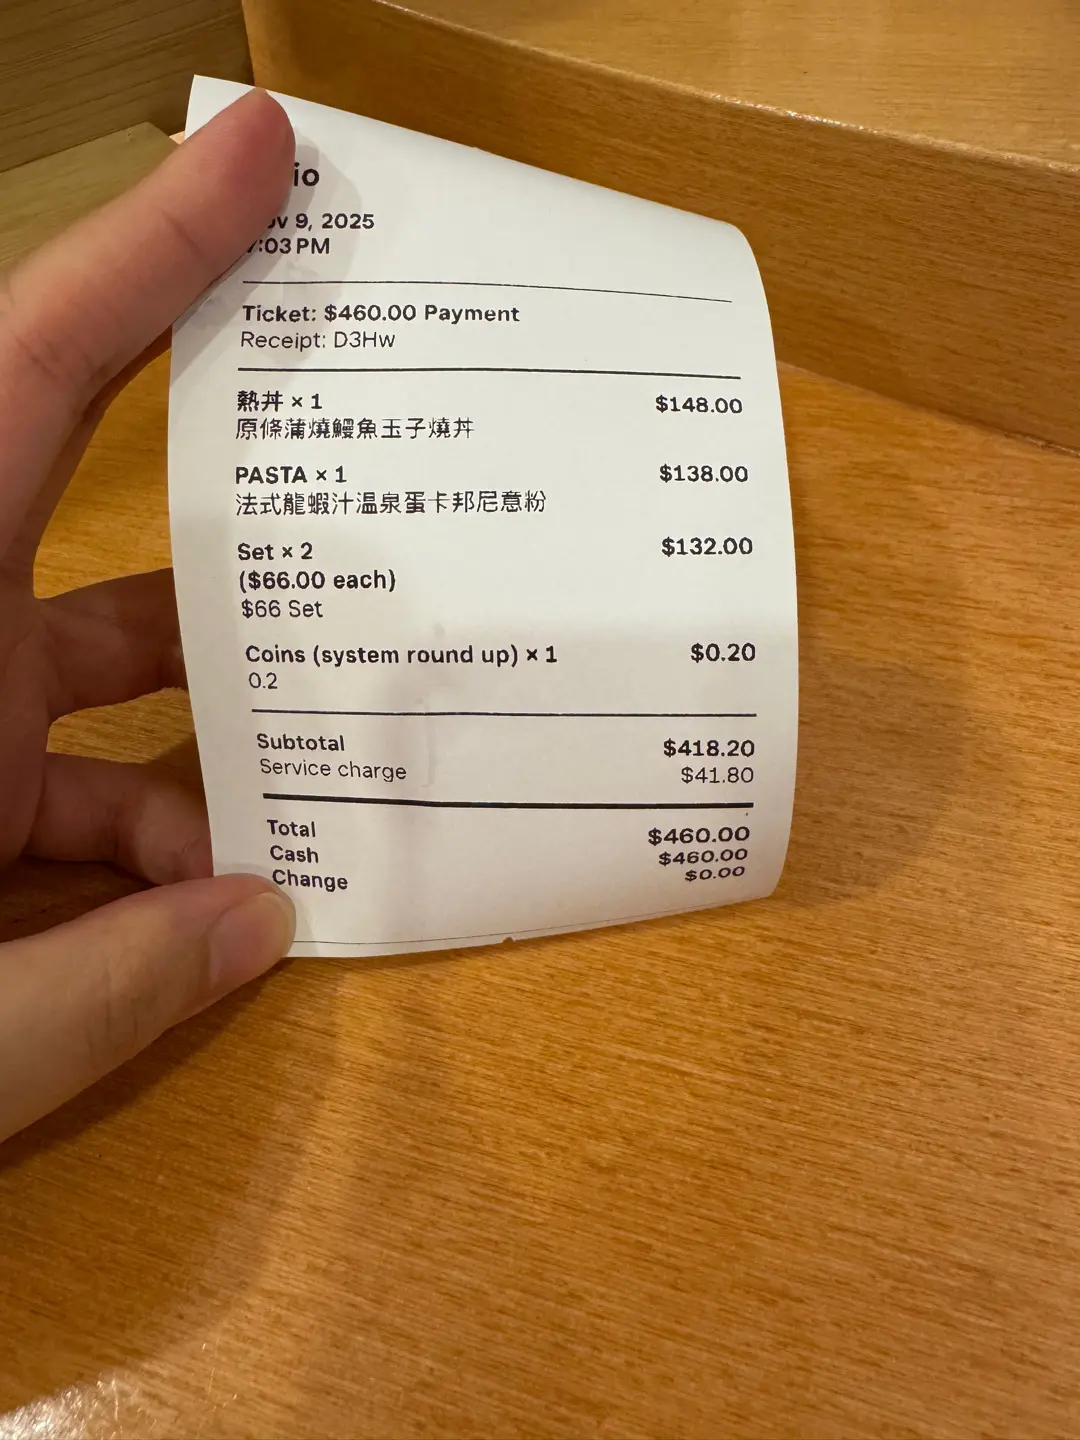 9, 2025
:03 PM
Ticket: $460.00 Payment
Receipt: D3Hw
熱丼 × 1 $148.00
原條蒲燒鰻魚玉子燒丼
PASTA × 1 $138.00
法式龍蝦汁温泉蛋卡邦尼意粉
Set × 2 $132.00
($66.00 each)
$66 Set
Coins (system round up) × 1 $0.20
0.2
Subtotal $418.20
Service charge $41.80
Total $460.00
Cash $460.00
Change $0.00